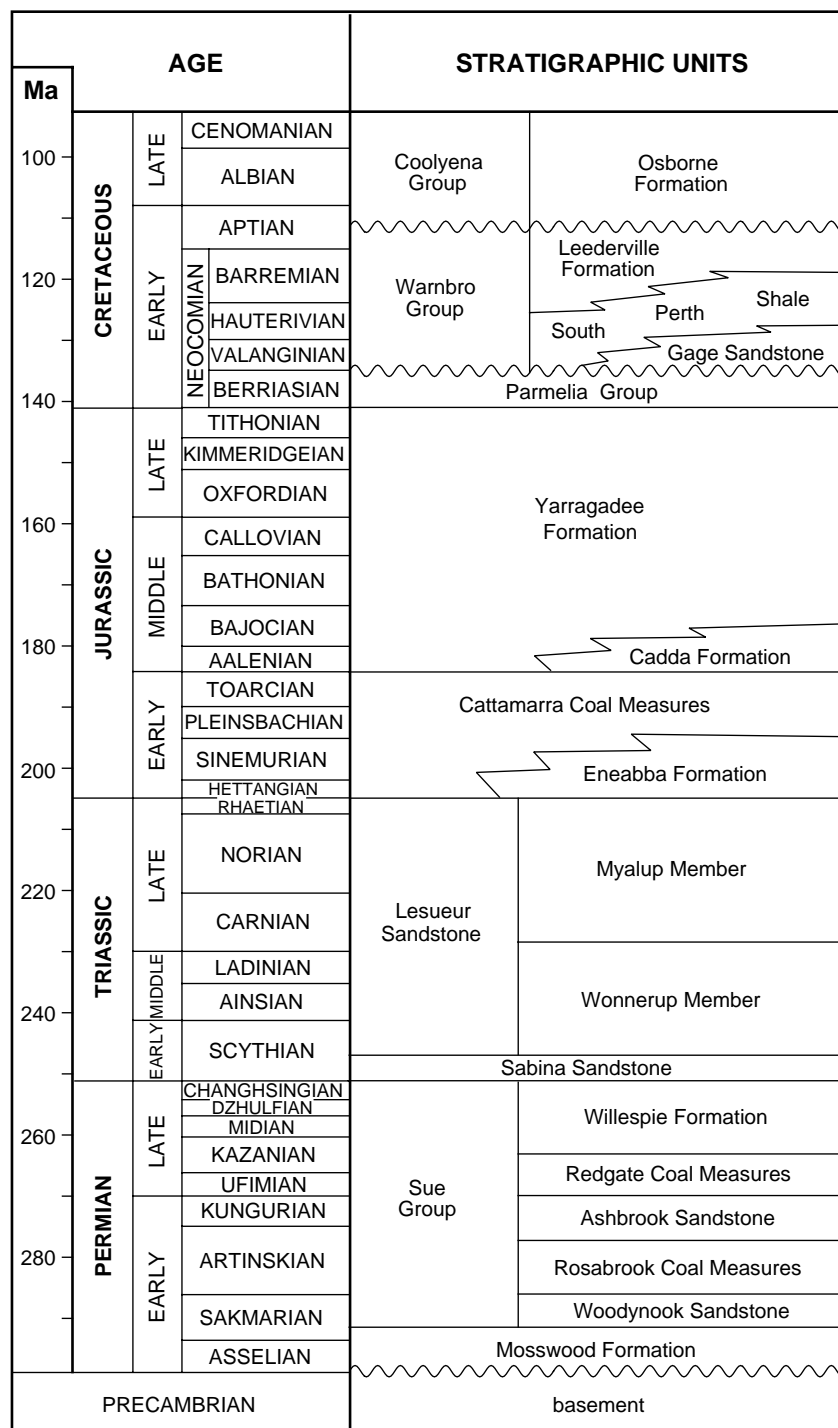 AGE
STRATIGRAPHIC UNITS
Ma
100
120
140
160
180
200
220
240
260
280
CRETACEOUS
LATE
CENOMANIAN
ALBIAN
EARLY
APTIAN
NEOCOMIAN
BARREMIAN
HAUTERIVIAN
VALANGINIAN
BERRIASIAN
JURASSIC
LATE
TITHONIAN
KIMMERIDGEIAN
OXFORDIAN
MIDDLE
CALLOVIAN
BATHONIAN
BAJOCIAN
AALENIAN
EARLY
TOARCIAN
PLEINSBACHIAN
SINEMURIAN
HETTANGIAN
TRIASSIC
LATE
RHAETIAN
NORIAN
CARNIAN
MIDDLE
LADINIAN
AINSIAN
EARLY
SCYTHIAN
PERMIAN
LATE
CHANGHSINGIAN
DZHULFIAN
MIDIAN
KAZANIAN
UFIMIAN
EARLY
KUNGURIAN
ARTINSKIAN
SAKMARIAN
ASSELIAN
PRECAMBRIAN
Coolyena
Group
Osborne
Formation
Warnbro
Group
Leederville
Formation
South Perth Shale
Gage Sandstone
Parmelia Group
Yarragadee
Formation
Cadda Formation
Cattamarra Coal Measures
Eneabba Formation
Lesueur
Sandstone
Myalup Member
Wonnerup Member
Sabina Sandstone
Sue
Group
Willespie Formation
Redgate Coal Measures
Ashbrook Sandstone
Rosabrook Coal Measures
Woodynook Sandstone
Mosswood Formation
basement